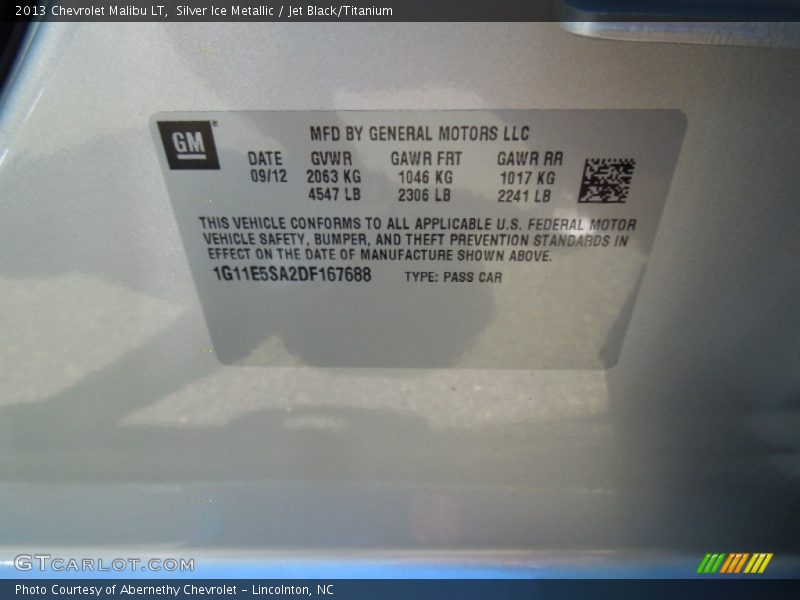 2013 Chevrolet Malibu LT, Silver Ice Metallic / Jet Black/Titanium
GM
MFD BY GENERAL MOTORS LLC
DATE GVWR GAWR FRT GAWR RR
09/12 2063 KG 1046 KG 1017 KG
4547 LB 2306 LB 2241 LB
THIS VEHICLE CONFORMS TO ALL APPLICABLE U.S. FEDERAL MOTOR
VEHICLE SAFETY, BUMPER, AND THEFT PREVENTION STANDARDS IN
EFFECT ON THE DATE OF MANUFACTURE SHOWN ABOVE.
1G11E5SA2DF167688 TYPE: PASS CAR
GTCARLOT.COM
Photo Courtesy of Abernethy Chevrolet – Lincolnton, NC